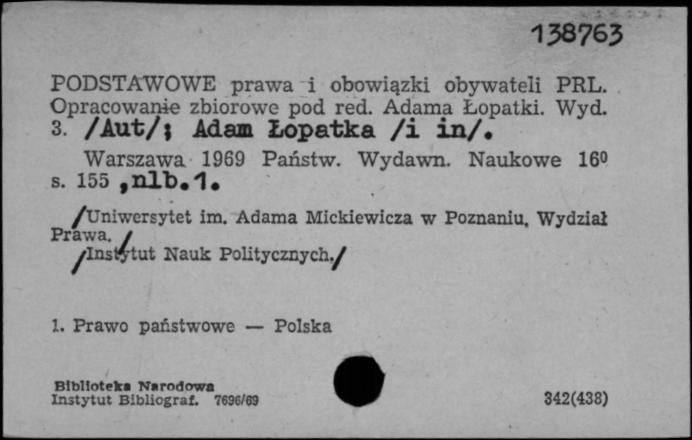 138763
PODSTAWOWE prawa i obowiązki obywateli PRL.
Opracowanie zbiorowe pod red. Adama Łopatki. Wyd.
3. /Aut/; Adam Łopatka /i in/.
Warszawa 1969 Państw. Wydawn. Naukowe 16º
s. 155 ,nlb.1.
/Uniwersytet im. Adama Mickiewicza w Poznaniu, Wydział
Prawa./
/Instytut Nauk Politycznych./
1. Prawo państwowe — Polska
Biblioteka Narodowa
Instytut Bibliograf. 7696/69
342(438)